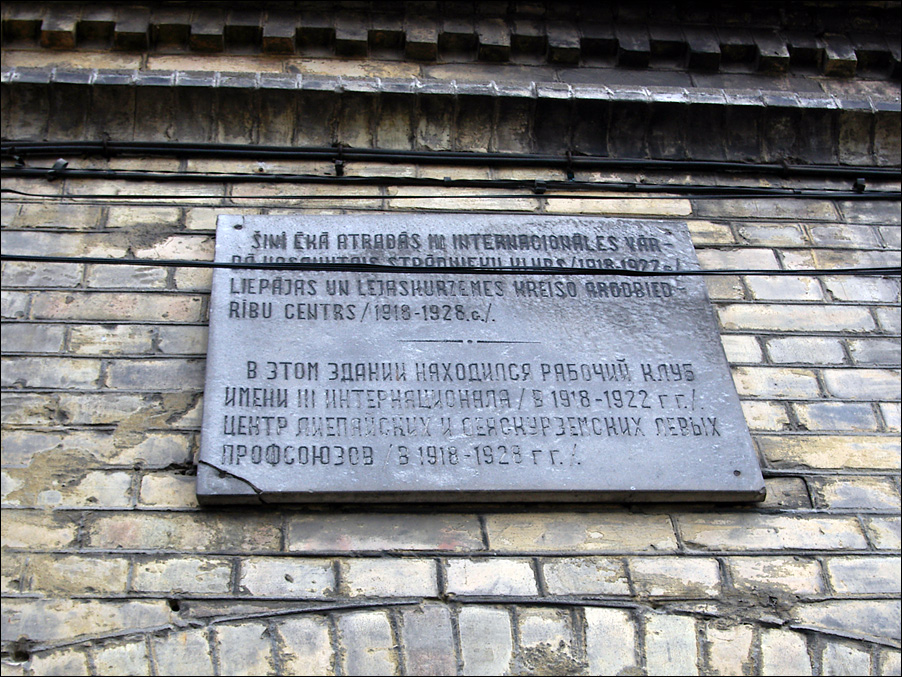 ŠINĪ ĒKĀ ATRADĀS III INTERNACIONĀLES VĀR-
DĀ NOSAUKTAIS STRĀDNIEKU KLUBS /1918-1922.g./
LIEPĀJAS UN LEJASKURZEMES KREISO ARODBIED-
RĪBU CENTRS /1918-1928.g./.
В ЭТОМ ЗДАНИИ НАХОДИЛСЯ РАБОЧИЙ КЛУБ
ИМЕНИ III ИНТЕРНАЦИОНАЛА /В 1918-1922 г г./
ЦЕНТР ЛИЕПАЙСКИХ И ЛЕЯСКУРЗЕМСКИХ ЛЕВЫХ
ПРОФСОЮЗОВ /В 1918-1928 г г./.